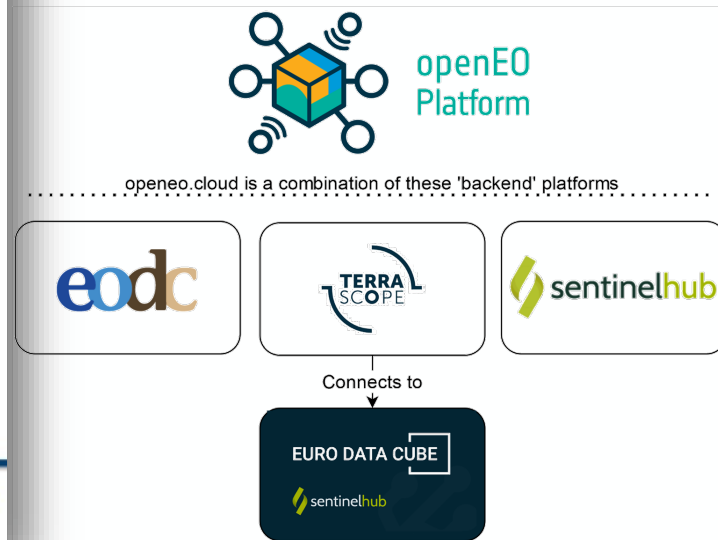 openEO
Platform
openeo.cloud is a combination of these 'backend' platforms
eodc
TERRA
SCOPE
sentinelhub
Connects to
EURO DATA CUBE
sentinelhub